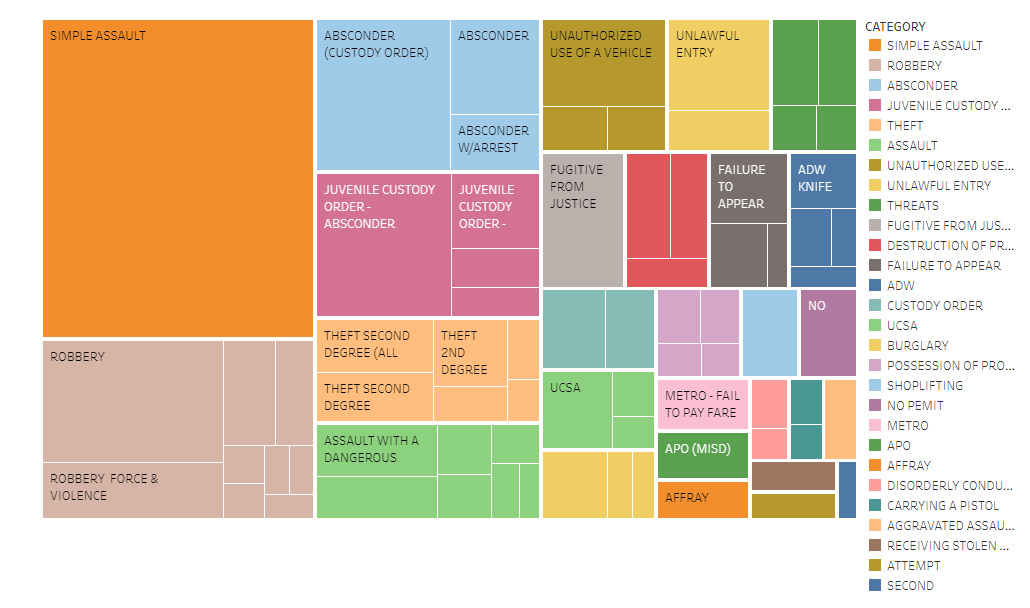 SIMPLE ASSAULT
ROBBERY
ROBBERY FORCE &
VIOLENCE
ABSCONDER
(CUSTODY ORDER)
ABSCONDER
ABSCONDER
W/ARREST
JUVENILE CUSTODY
ORDER -
ABSCONDER
JUVENILE
CUSTODY
ORDER -
THEFT SECOND
DEGREE (ALL
THEFT SECOND
DEGREE
THEFT
2ND
DEGREE
ASSAULT WITH A
DANGEROUS
UNAUTHORIZED
USE OF A VEHICLE
UNLAWFUL
ENTRY
FUGITIVE
FROM
JUSTICE
FAILURE
TO
APPEAR
ADW
KNIFE
NO
UCSA
METRO - FAIL
TO PAY FARE
APO (MISD)
AFFRAY
CATEGORY
SIMPLE ASSAULT
ROBBERY
ABSCONDER
JUVENILE CUSTODY ...
THEFT
ASSAULT
UNAUTHORIZED USE...
UNLAWFUL ENTRY
THREATS
FUGITIVE FROM JUS...
DESTRUCTION OF PR...
FAILURE TO APPEAR
ADW
CUSTODY ORDER
UCSA
BURGLARY
POSSESSION OF PRO...
SHOPLIFTING
NO PEMIT
METRO
APO
AFFRAY
DISORDERLY CONDU...
CARRYING A PISTOL
AGGRAVATED ASSAU...
RECEIVING STOLEN ...
ATTEMPT
SECOND